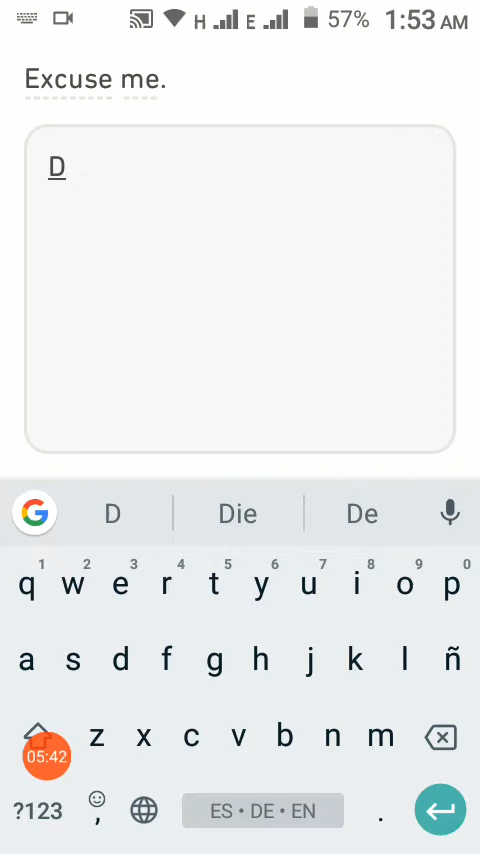 H E 57% 1:53 AM
Excuse me.
D
D Die De
1 2 3 4 5 6 7 8 9 0
q w e r t y u i o p
a s d f g h j k l ñ
z x c v b n m
05:42
?123 , ES • DE • EN .